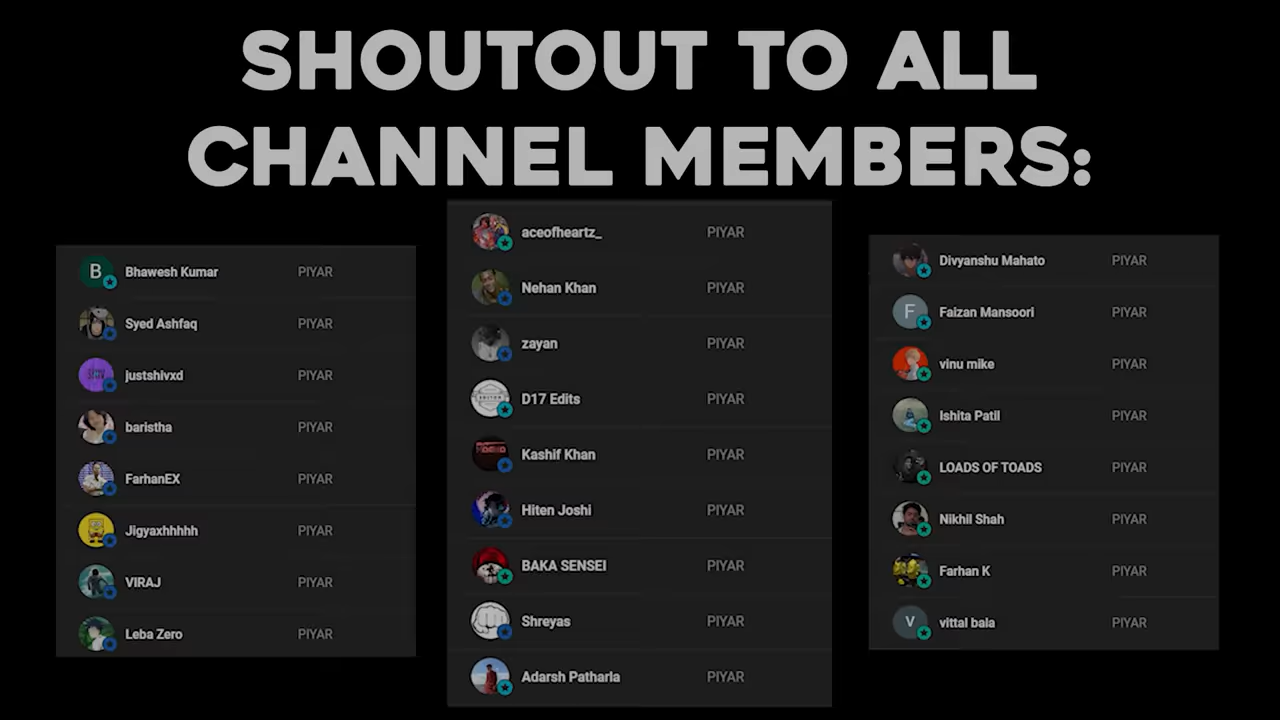 SHOUTOUT TO ALL
CHANNEL MEMBERS:
B Bhawesh Kumar PIYAR
Syed Ashfaq PIYAR
justshivxd PIYAR
baristha PIYAR
FarhanEX PIYAR
Jigyaxhhhhh PIYAR
VIRAJ PIYAR
Leba Zero PIYAR
aceofheartz_ PIYAR
Nehan Khan PIYAR
zayan PIYAR
D17 Edits PIYAR
Kashif Khan PIYAR
Hiten Joshi PIYAR
BAKA SENSEI PIYAR
Shreyas PIYAR
Adarsh Patharia PIYAR
Divyanshu Mahato PIYAR
F Faizan Mansoori PIYAR
vinu mike PIYAR
Ishita Patil PIYAR
LOADS OF TOADS PIYAR
Nikhil Shah PIYAR
Farhan K PIYAR
V vittal bala PIYAR